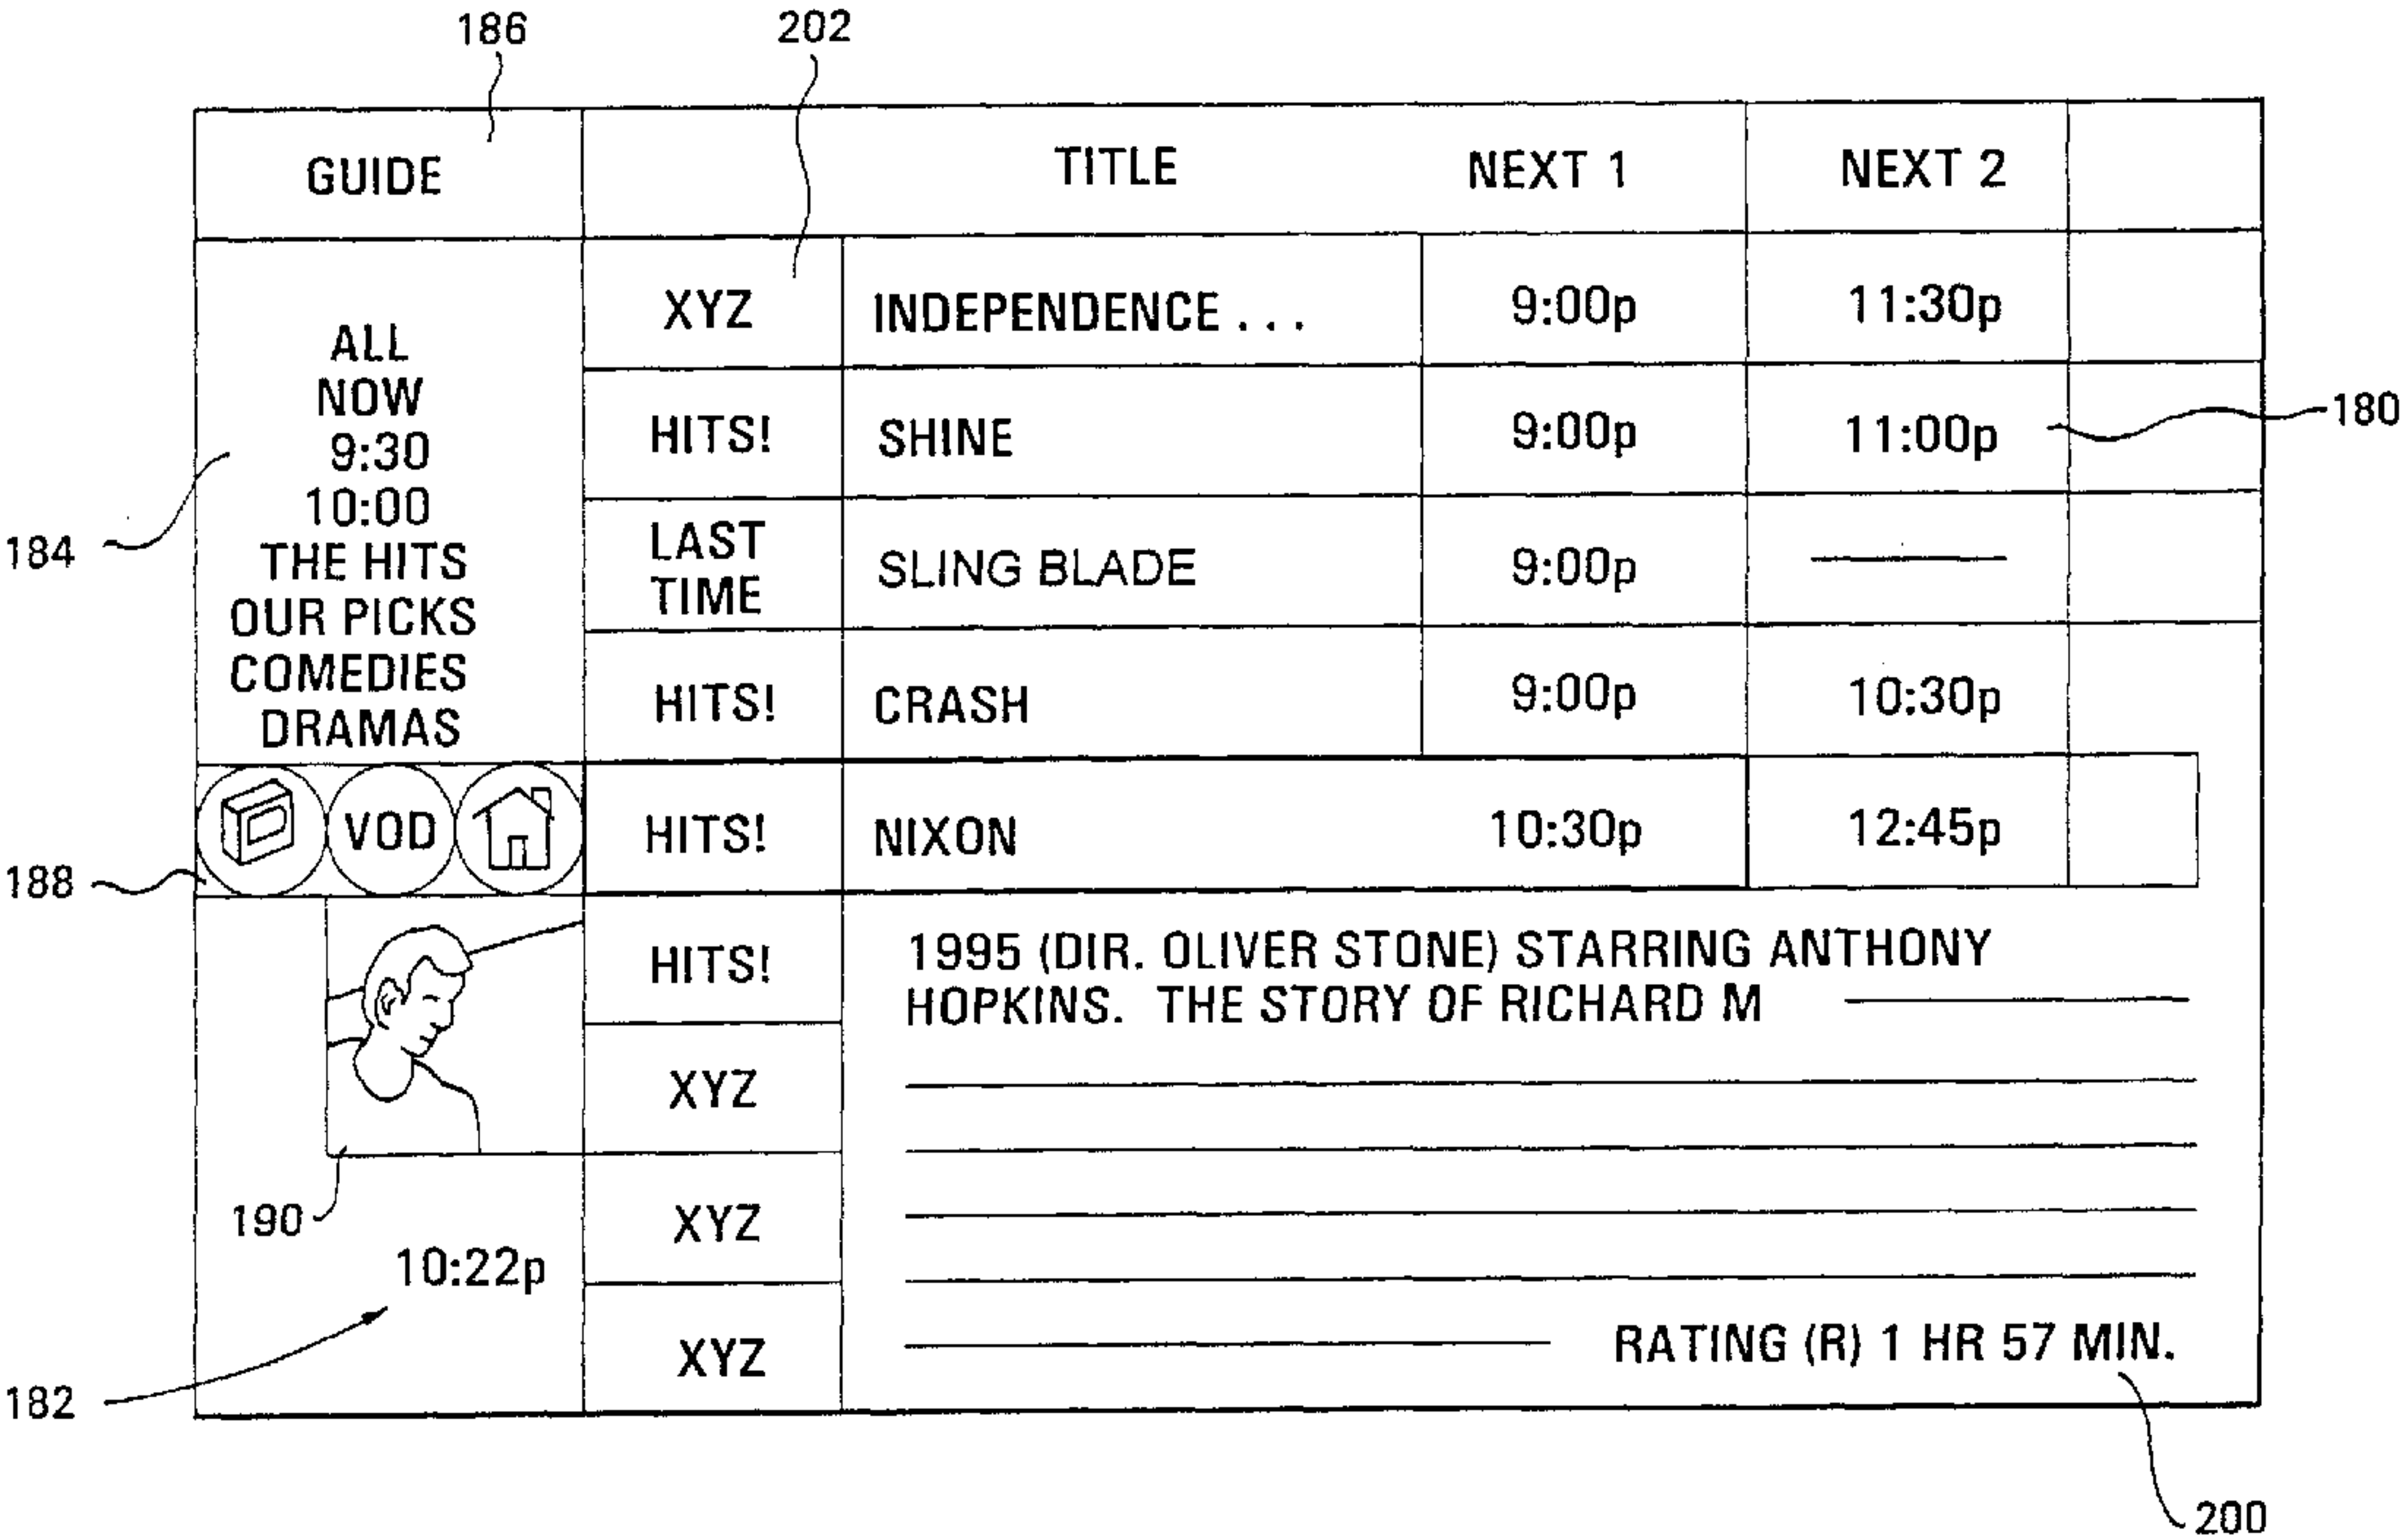 186
202
GUIDE
TITLE
NEXT 1
NEXT 2
XYZ
INDEPENDENCE . . .
9:00p
11:30p
HITS!
SHINE
9:00p
11:00p
180
LAST
TIME
SLING BLADE
9:00p
HITS!
CRASH
9:00p
10:30p
ALL
NOW
9:30
10:00
THE HITS
OUR PICKS
COMEDIES
DRAMAS
184
VOD
188
HITS!
NIXON
10:30p
12:45p
HITS!
XYZ
XYZ
XYZ
1995 (DIR. OLIVER STONE) STARRING ANTHONY
HOPKINS. THE STORY OF RICHARD M
RATING (R) 1 HR 57 MIN.
190
10:22p
182
200